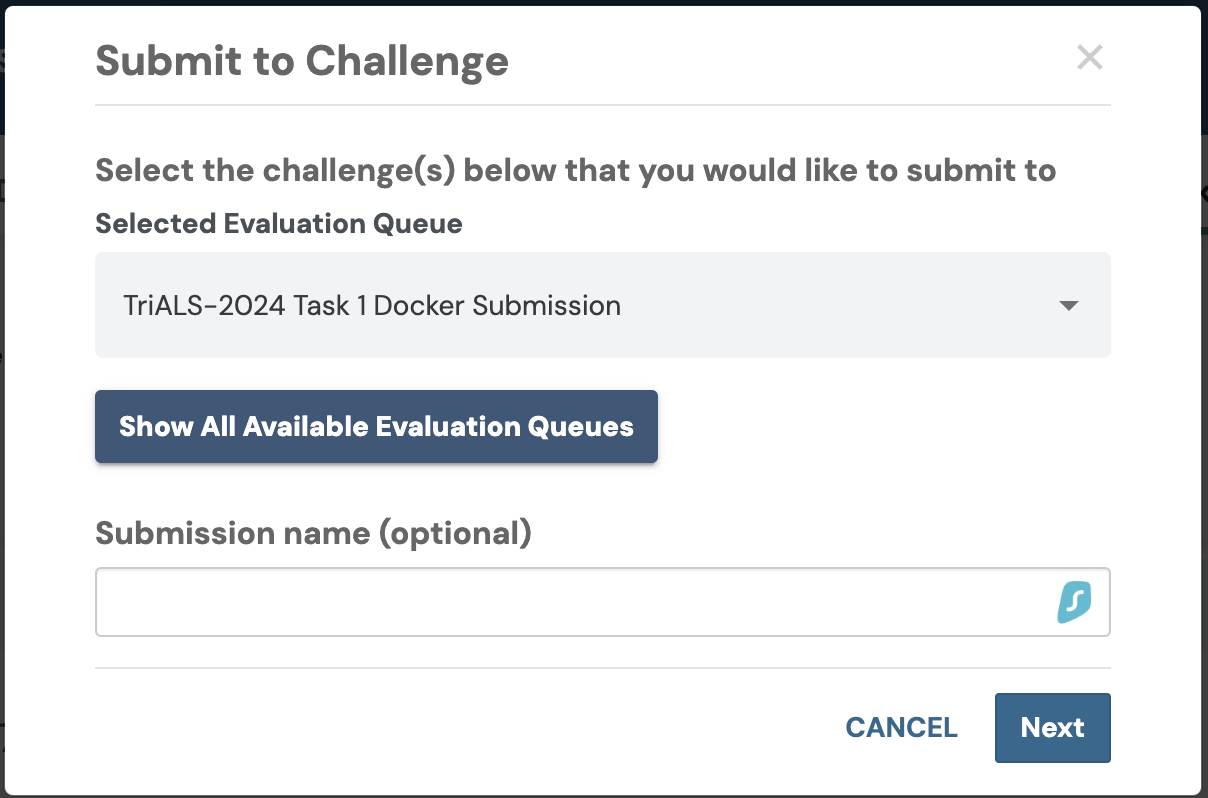 Submit to Challenge
Select the challenge(s) below that you would like to submit to
Selected Evaluation Queue
TriALS-2024 Task 1 Docker Submission
Show All Available Evaluation Queues
Submission name (optional)
CANCEL
Next